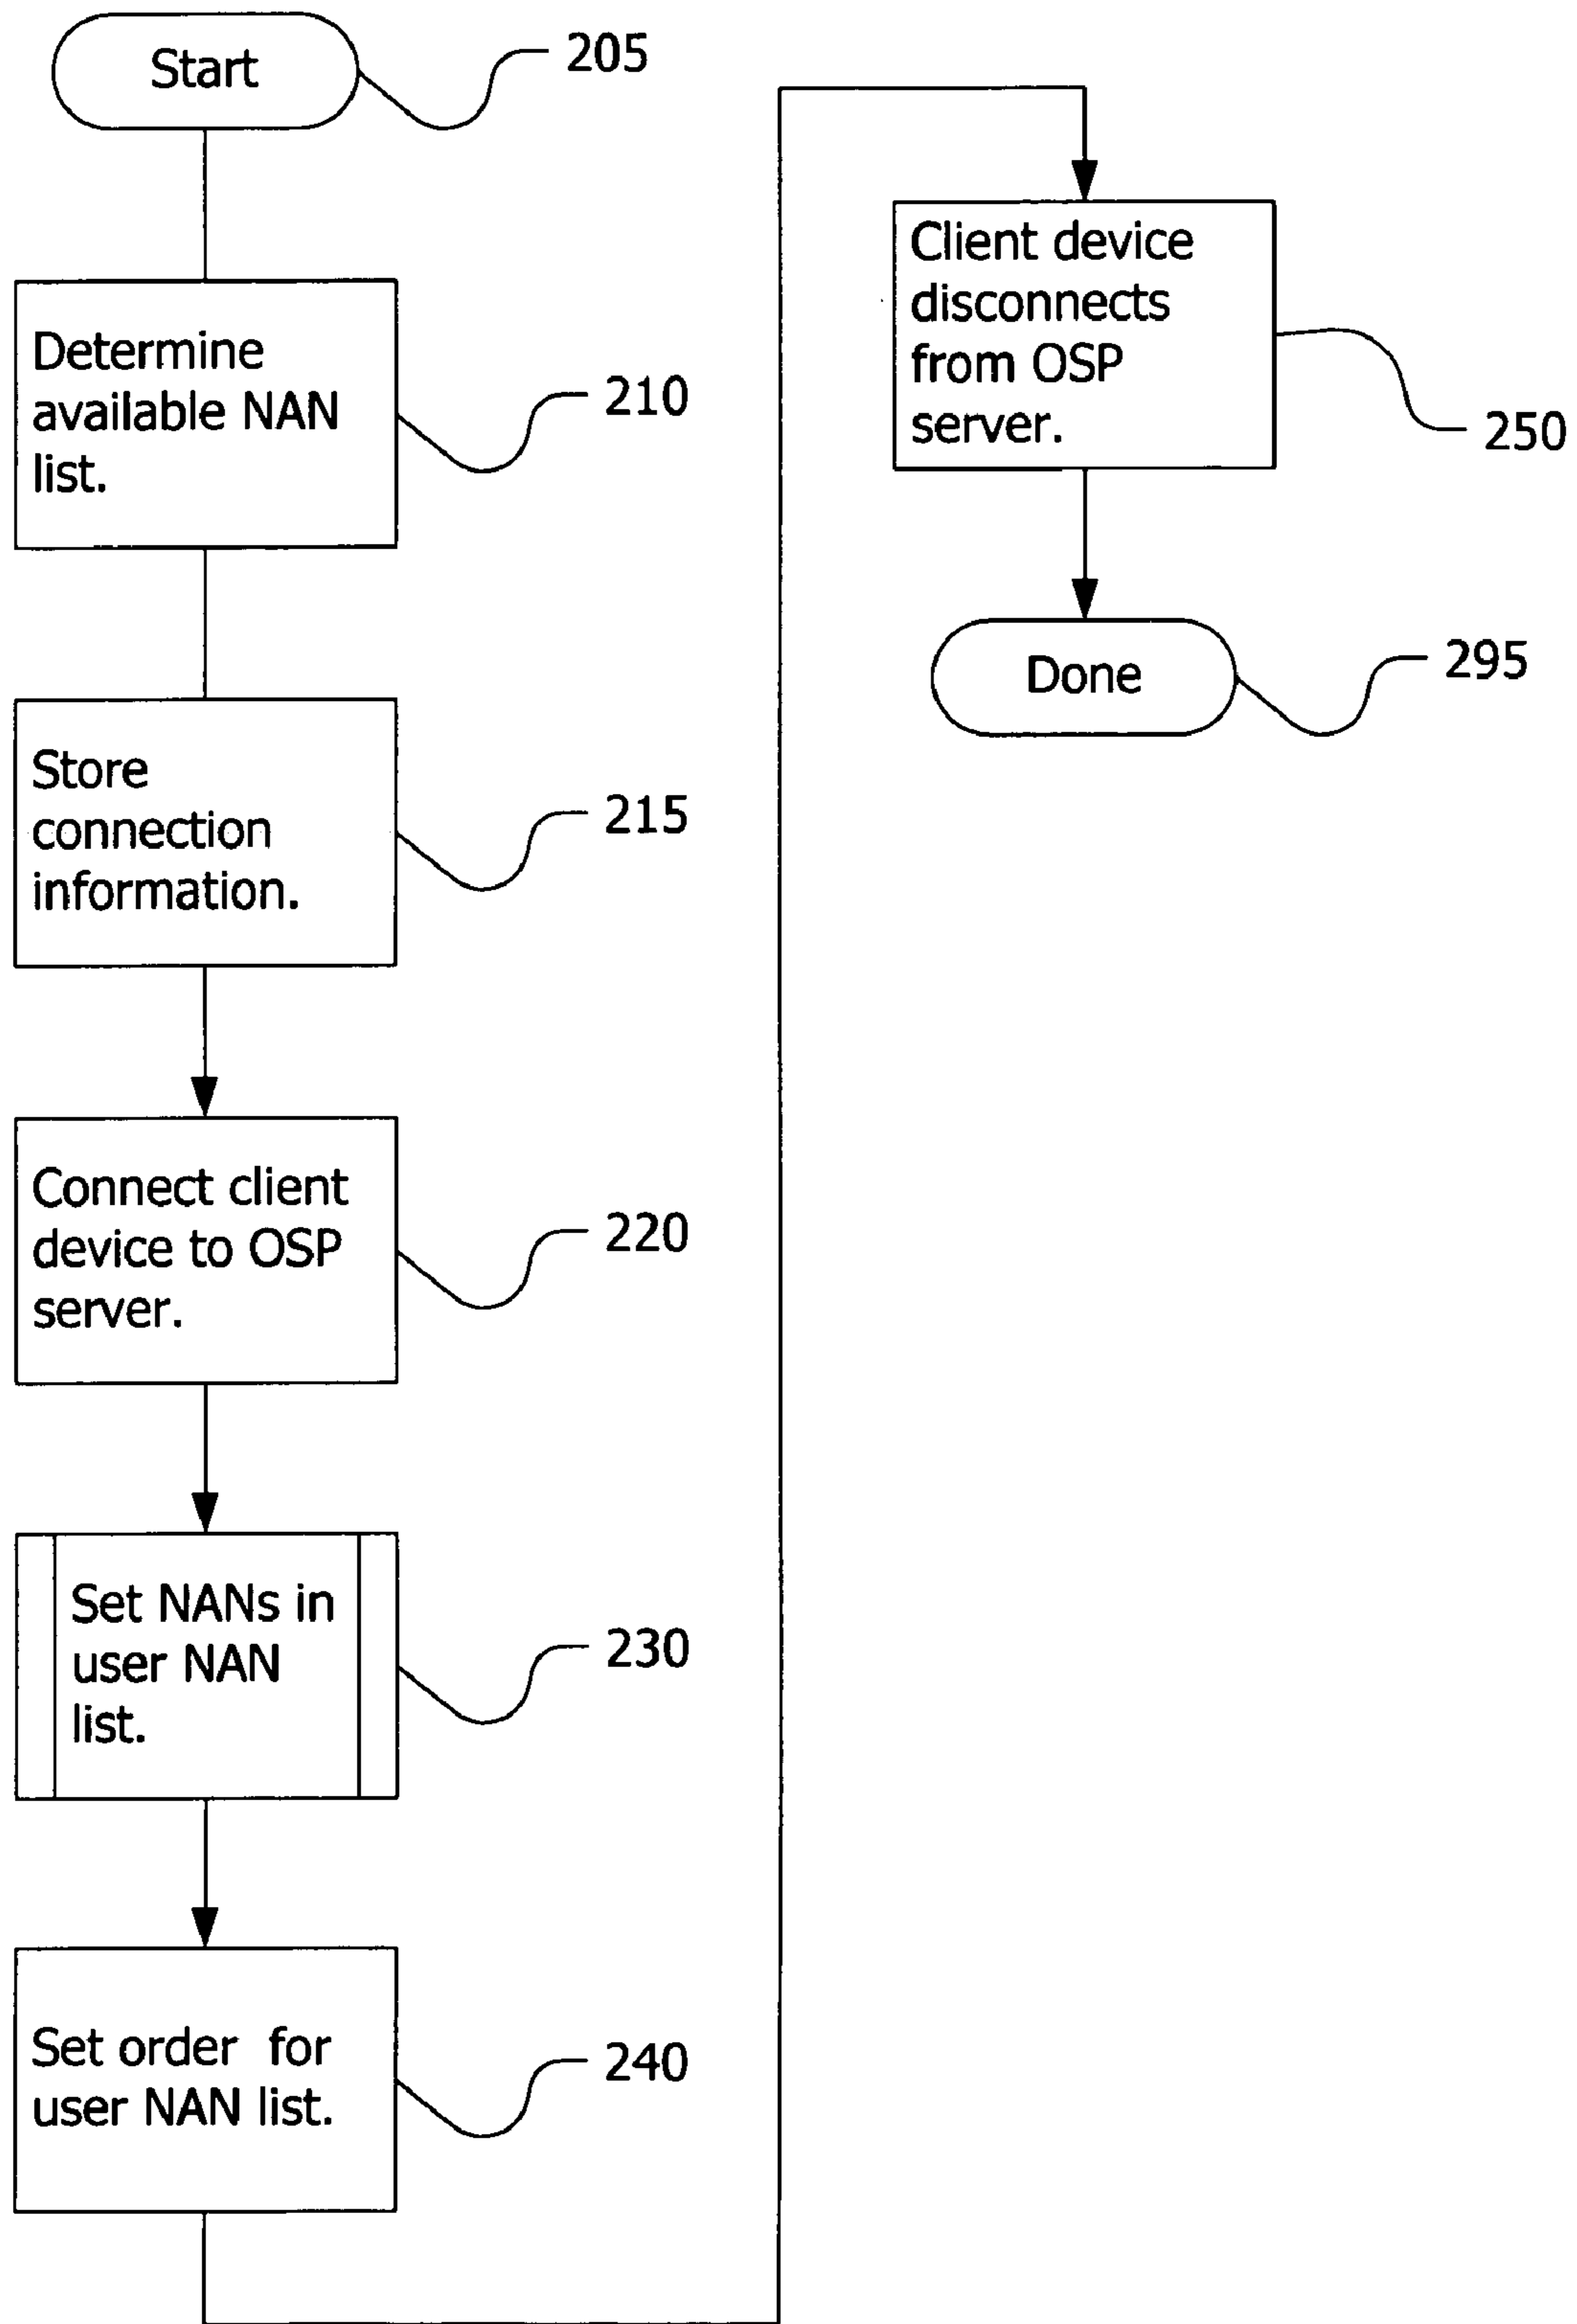 Start
205
Determine
available NAN
list.
210
Store
connection
information.
215
Connect client
device to OSP
server.
220
Set NANs in
user NAN
list.
230
Set order for
user NAN list.
240
Client device
disconnects
from OSP
server.
250
Done
295